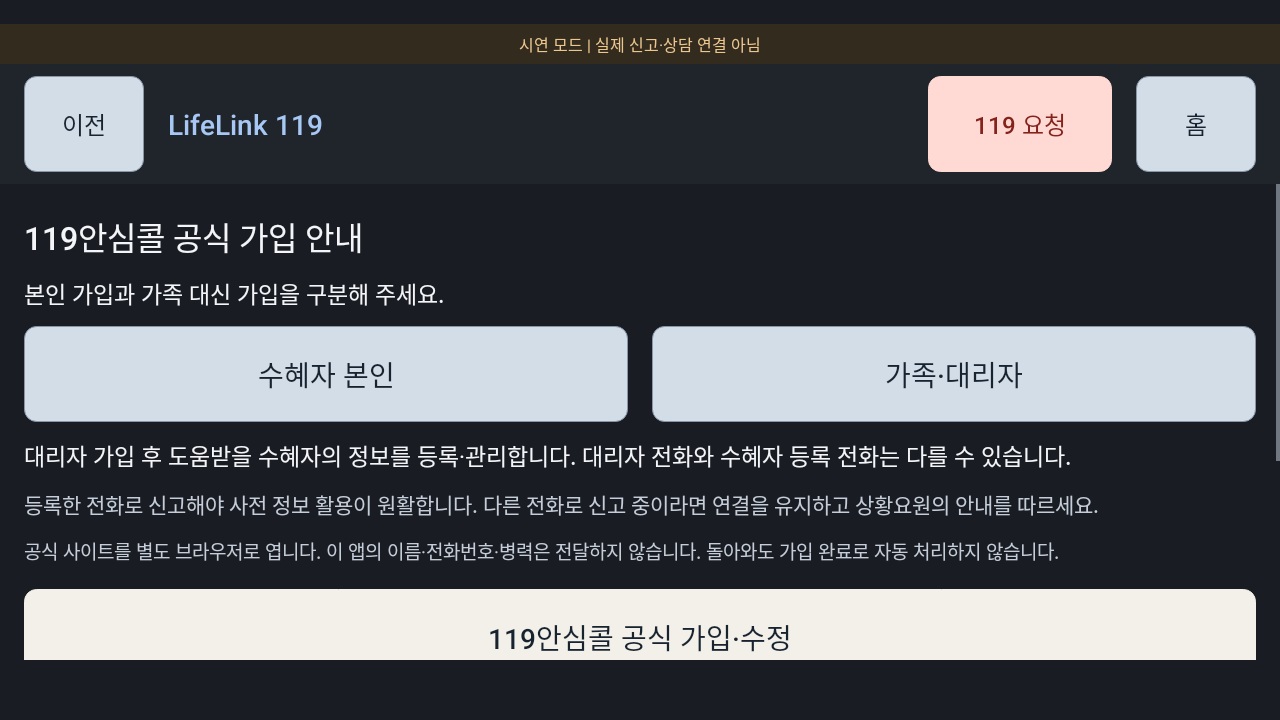 시연 모드 | 실제 신고·상담 연결 아님
이전
LifeLink 119
119 요청
홈
119안심콜 공식 가입 안내
본인 가입과 가족 대신 가입을 구분해 주세요.
수혜자 본인
가족·대리자
대리자 가입 후 도움받을 수혜자의 정보를 등록·관리합니다. 대리자 전화와 수혜자 등록 전화는 다를 수 있습니다.
등록한 전화로 신고해야 사전 정보 활용이 원활합니다. 다른 전화로 신고 중이라면 연결을 유지하고 상황요원의 안내를 따르세요.
공식 사이트를 별도 브라우저로 엽니다. 이 앱의 이름·전화번호·병력은 전달하지 않습니다. 돌아와도 가입 완료로 자동 처리하지 않습니다.
119안심콜 공식 가입·수정